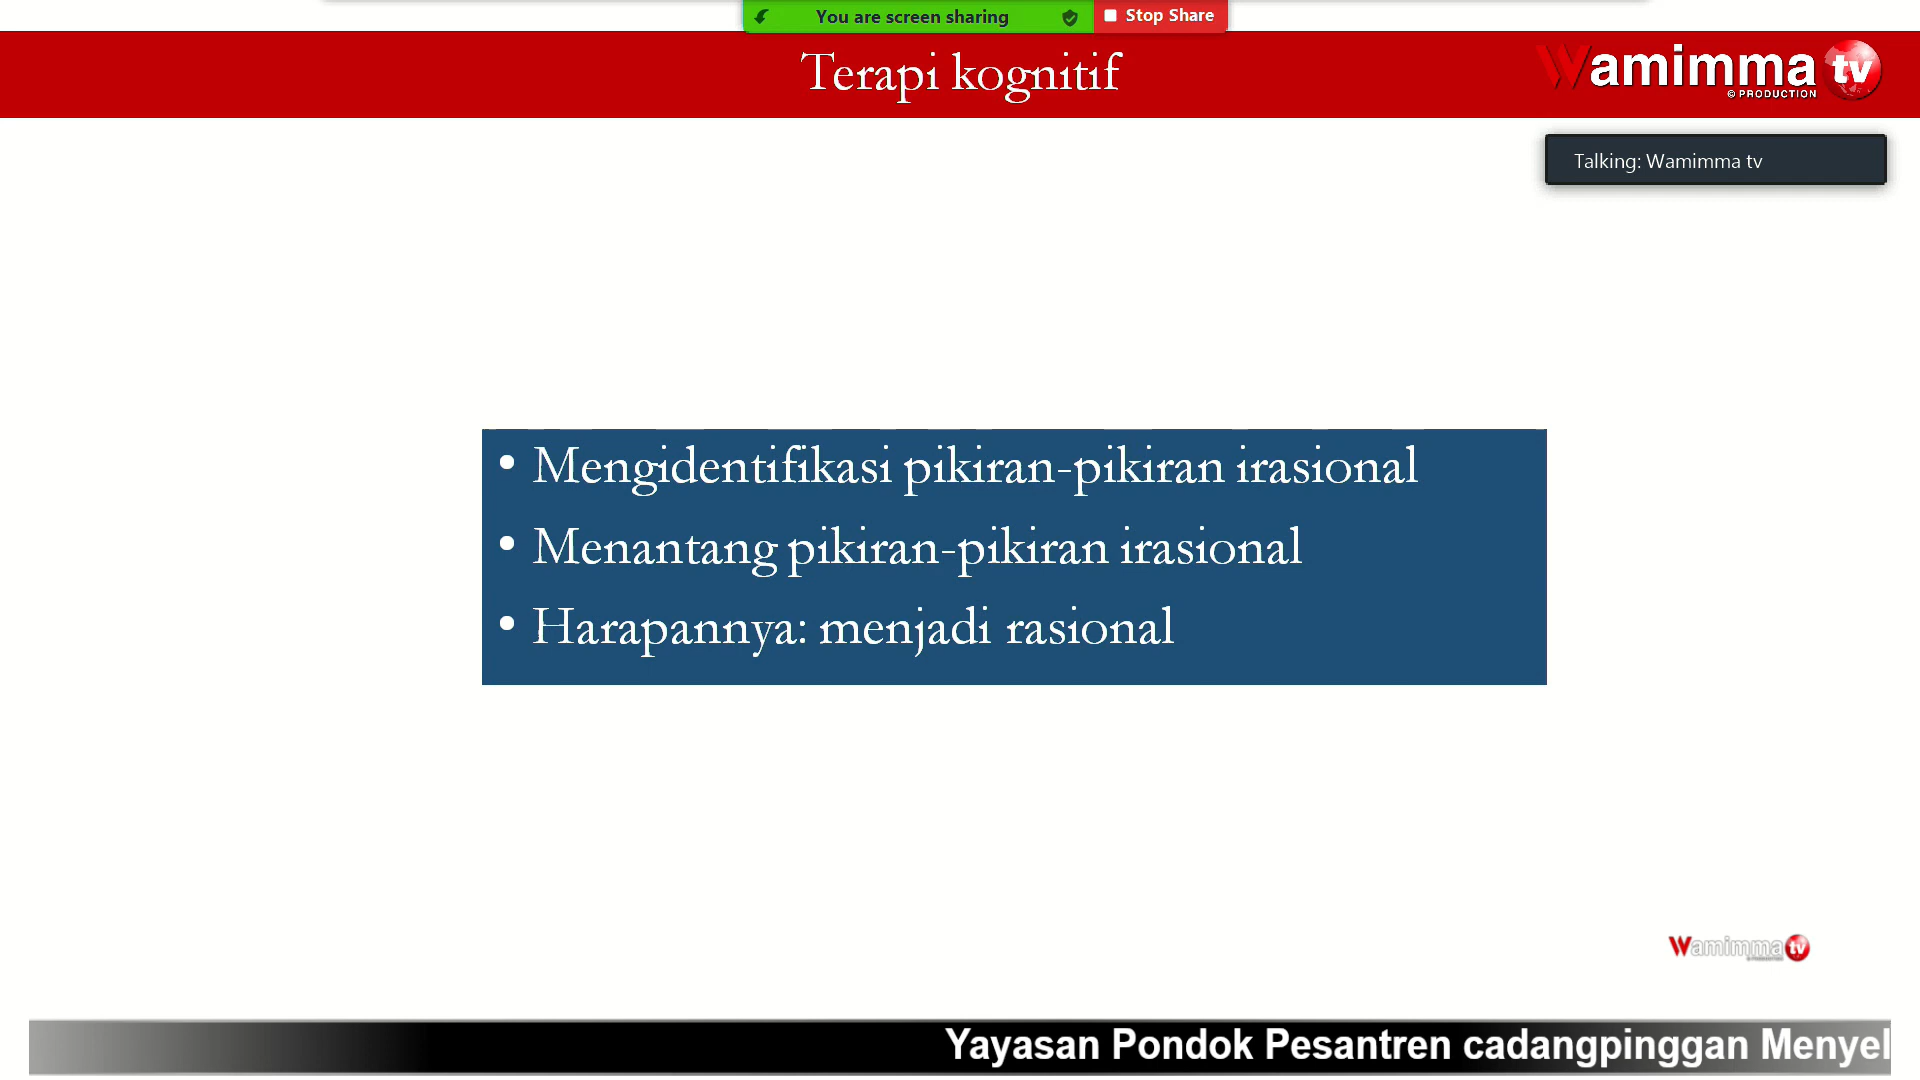 You are screen sharing
Stop Share
Terapi kognitif
Wamimma tv
© PRODUCTION
Talking: Wamimma tv
• Mengidentifikasi pikiran-pikiran irasional
• Menantang pikiran-pikiran irasional
• Harapannya: menjadi rasional
Wamimma tv
Yayasan Pondok Pesantren cadangpinggan Menyel